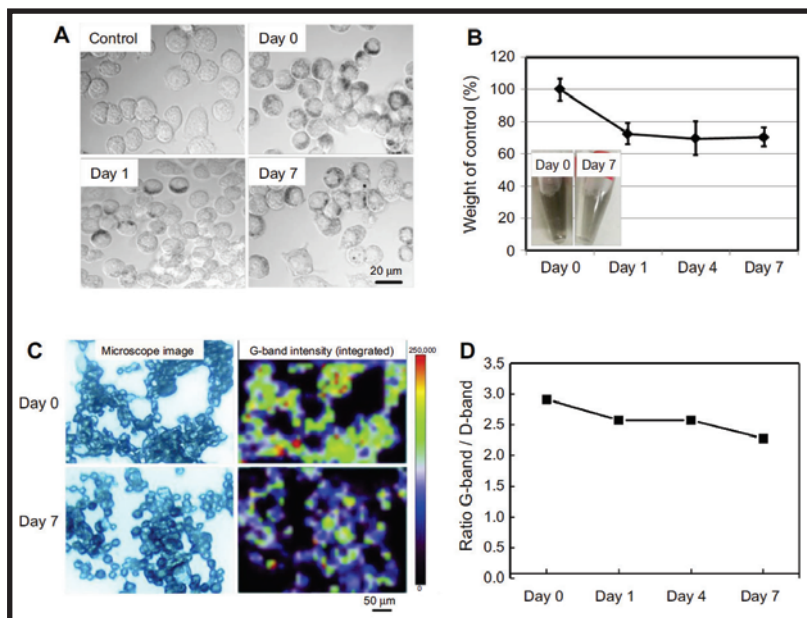 A
Control
Day 0
Day 1
Day 7
20 µm
B
Weight of control (%)
120
100
80
60
40
20
0
Day 0
Day 7
Day 0
Day 1
Day 4
Day 7
C
Microscope image
G-band intensity (integrated)
250,000
Day 0
Day 7
0
50 µm
D
Ratio G-band / D-band
3.5
3.0
2.5
2.0
1.5
1.0
0.5
0.0
Day 0
Day 1
Day 4
Day 7